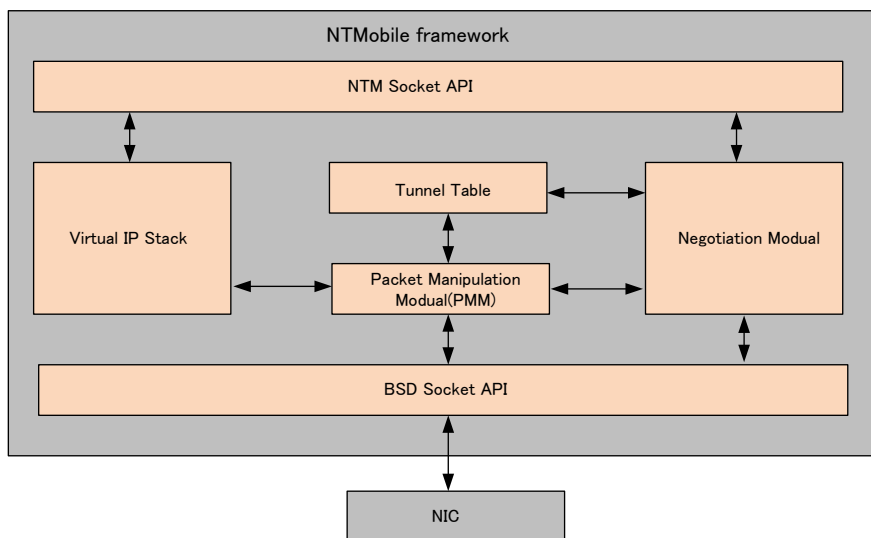 NTMobile framework
NTM Socket API
Virtual IP Stack
Tunnel Table
Negotiation Modual
Packet Manipulation
Modual(PMM)
BSD Socket API
NIC